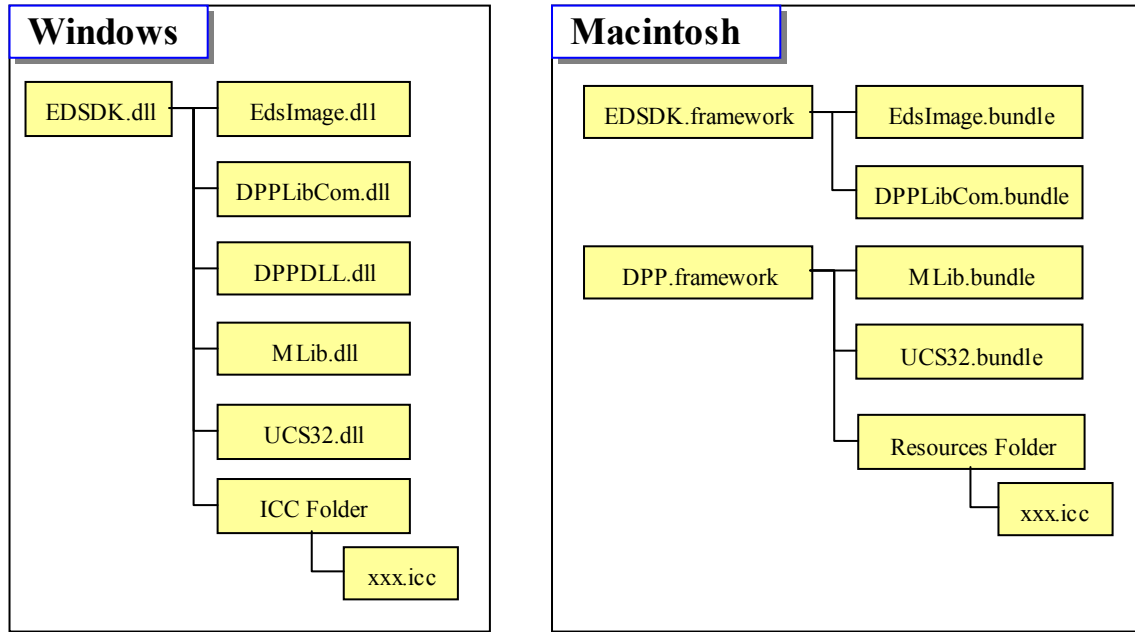 Windows
EDSDK.dll
EdsImage.dll
DPPLibCom.dll
DPPDLL.dll
MLib.dll
UCS32.dll
ICC Folder
xxx.icc
Macintosh
EDSDK.framework
EdsImage.bundle
DPPLibCom.bundle
DPP.framework
MLib.bundle
UCS32.bundle
Resources Folder
xxx.icc